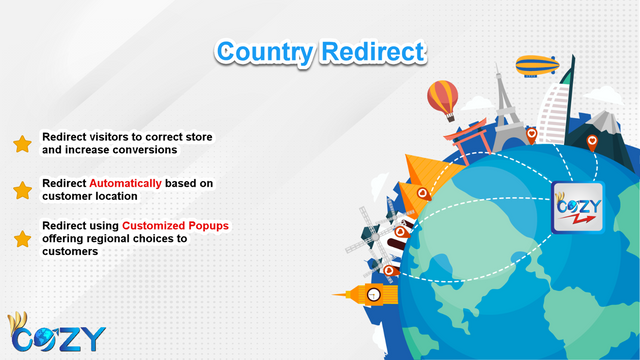 Country Redirect
Redirect visitors to correct store
and increase conversions
Redirect Automatically based on
customer location
Redirect using Customized Popups
offering regional choices to
customers
COZY
COZY